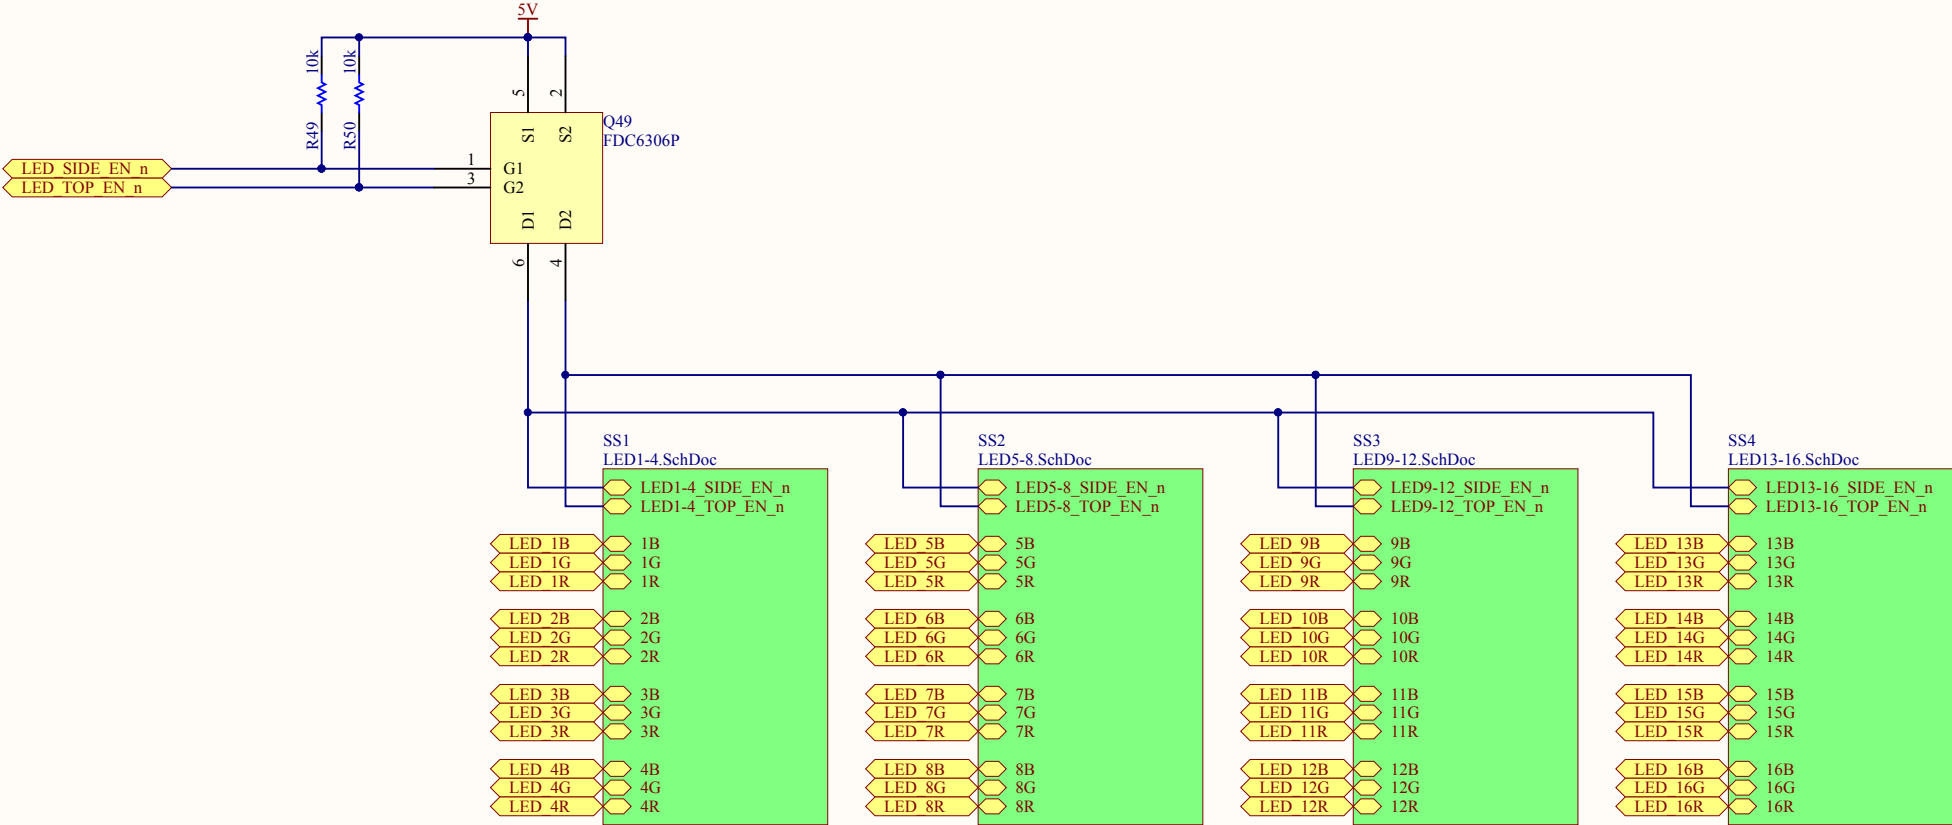 5V
10k
10k
R49
R50
5
2
S1
S2
Q49
FDC6306P
LED_SIDE_EN_n
LED_TOP_EN_n
1
3
G1
G2
D1
D2
6
4
SS1
LED1-4.SchDoc
LED1-4_SIDE_EN_n
LED1-4_TOP_EN_n
LED_1B 1B
LED_1G 1G
LED_1R 1R
LED_2B 2B
LED_2G 2G
LED_2R 2R
LED_3B 3B
LED_3G 3G
LED_3R 3R
LED_4B 4B
LED_4G 4G
LED_4R 4R
SS2
LED5-8.SchDoc
LED5-8_SIDE_EN_n
LED5-8_TOP_EN_n
LED_5B 5B
LED_5G 5G
LED_5R 5R
LED_6B 6B
LED_6G 6G
LED_6R 6R
LED_7B 7B
LED_7G 7G
LED_7R 7R
LED_8B 8B
LED_8G 8G
LED_8R 8R
SS3
LED9-12.SchDoc
LED9-12_SIDE_EN_n
LED9-12_TOP_EN_n
LED_9B 9B
LED_9G 9G
LED_9R 9R
LED_10B 10B
LED_10G 10G
LED_10R 10R
LED_11B 11B
LED_11G 11G
LED_11R 11R
LED_12B 12B
LED_12G 12G
LED_12R 12R
SS4
LED13-16.SchDoc
LED13-16_SIDE_EN_n
LED13-16_TOP_EN_n
LED_13B 13B
LED_13G 13G
LED_13R 13R
LED_14B 14B
LED_14G 14G
LED_14R 14R
LED_15B 15B
LED_15G 15G
LED_15R 15R
LED_16B 16B
LED_16G 16G
LED_16R 16R